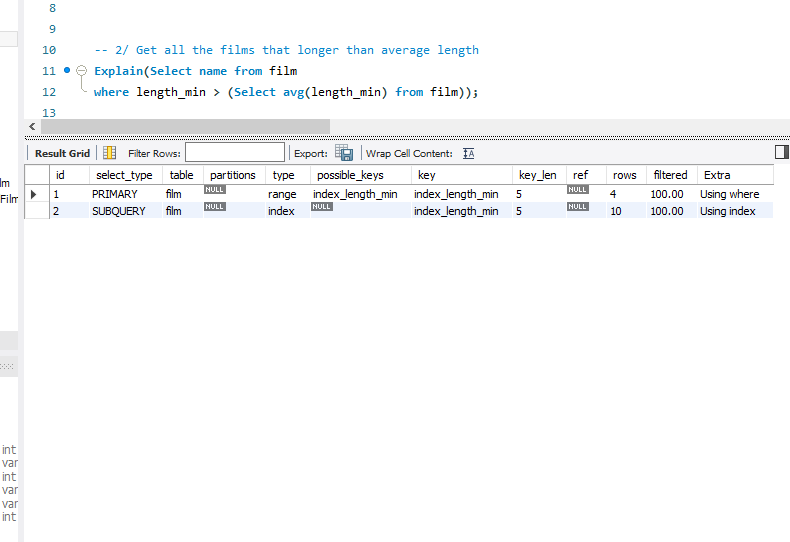 8
9
10 -- 2/ Get all the films that longer than average length
11 Explain(Select name from film
12 where length_min > (Select avg(length_min) from film));
13
Result Grid Filter Rows: Export: Wrap Cell Content: IA
id select_type table partitions type possible_keys key key_len ref rows filtered Extra
1 PRIMARY film NULL range index_length_min index_length_min 5 NULL 4 100.00 Using where
2 SUBQUERY film NULL index NULL index_length_min 5 NULL 10 100.00 Using index
lm
Film
int
var
int
var
var
int